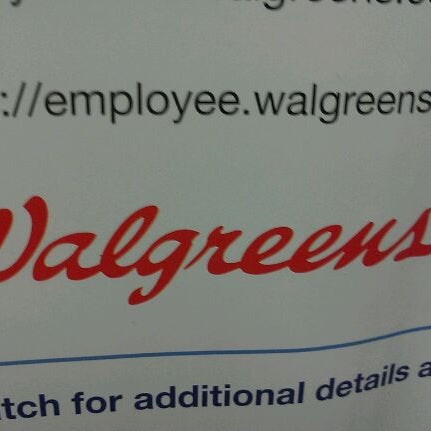 ://employee.walgreens
Walgreens
tch for additional details a